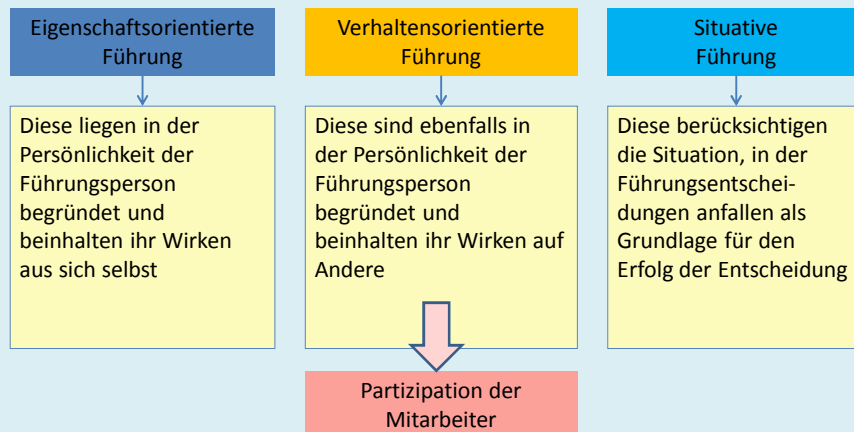 Eigenschaftsorientierte
Führung
Diese liegen in der
Persönlichkeit der
Führungsperson
begründet und
beinhalten ihr Wirken
aus sich selbst
Verhaltensorientierte
Führung
Diese sind ebenfalls in
der Persönlichkeit der
Führungsperson
begründet und
beinhalten ihr Wirken auf
Andere
Partizipation der
Mitarbeiter
Situative
Führung
Diese berücksichtigen
die Situation, in der
Führungsentschei-
dungen anfallen als
Grundlage für den
Erfolg der Entscheidung